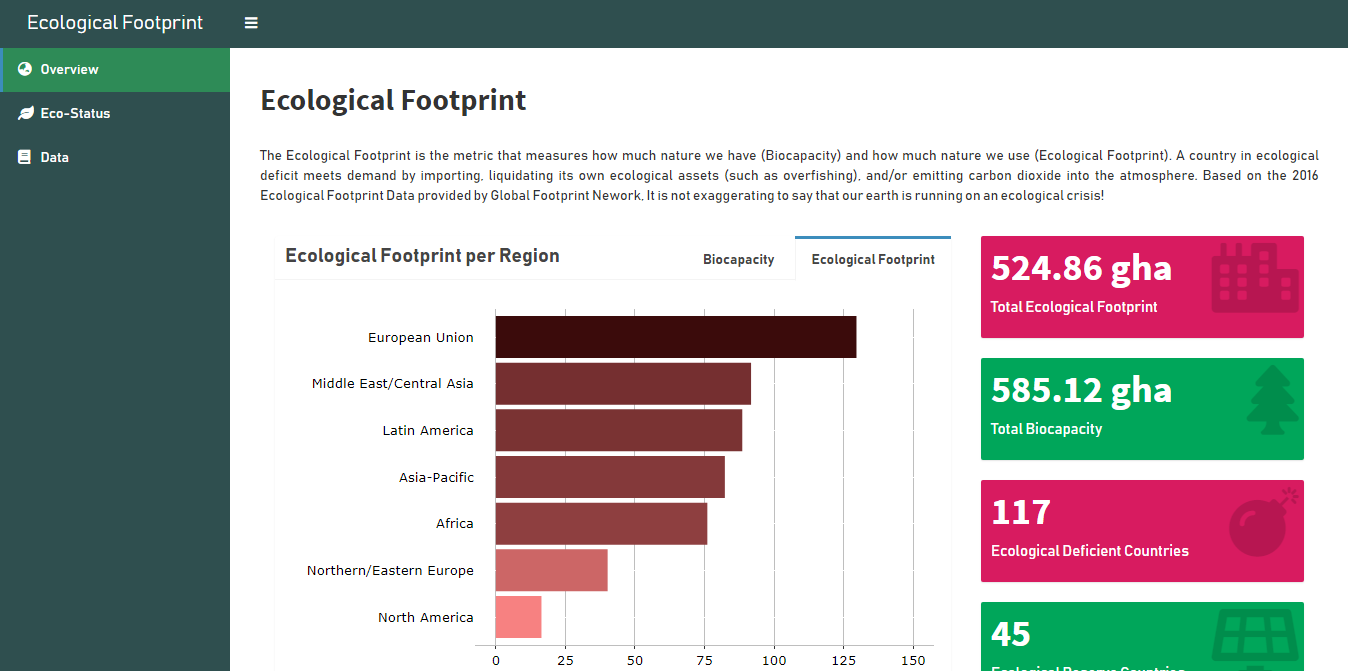 Ecological Footprint
Overview
Eco-Status
Data
Ecological Footprint
The Ecological Footprint is the metric that measures how much nature we have (Biocapacity) and how much nature we use (Ecological Footprint). A country in ecological
deficit meets demand by importing, liquidating its own ecological assets (such as overfishing), and/or emitting carbon dioxide into the atmosphere. Based on the 2016
Ecological Footprint Data provided by Global Footprint Nework, It is not exaggerating to say that our earth is running on an ecological crisis!
Ecological Footprint per Region
Biocapacity
Ecological Footprint
European Union
Middle East/Central Asia
Latin America
Asia-Pacific
Africa
Northern/Eastern Europe
North America
0 25 50 75 100 125 150
524.86 gha
Total Ecological Footprint
585.12 gha
Total Biocapacity
117
Ecological Deficient Countries
45
Ecological Reserve Countries